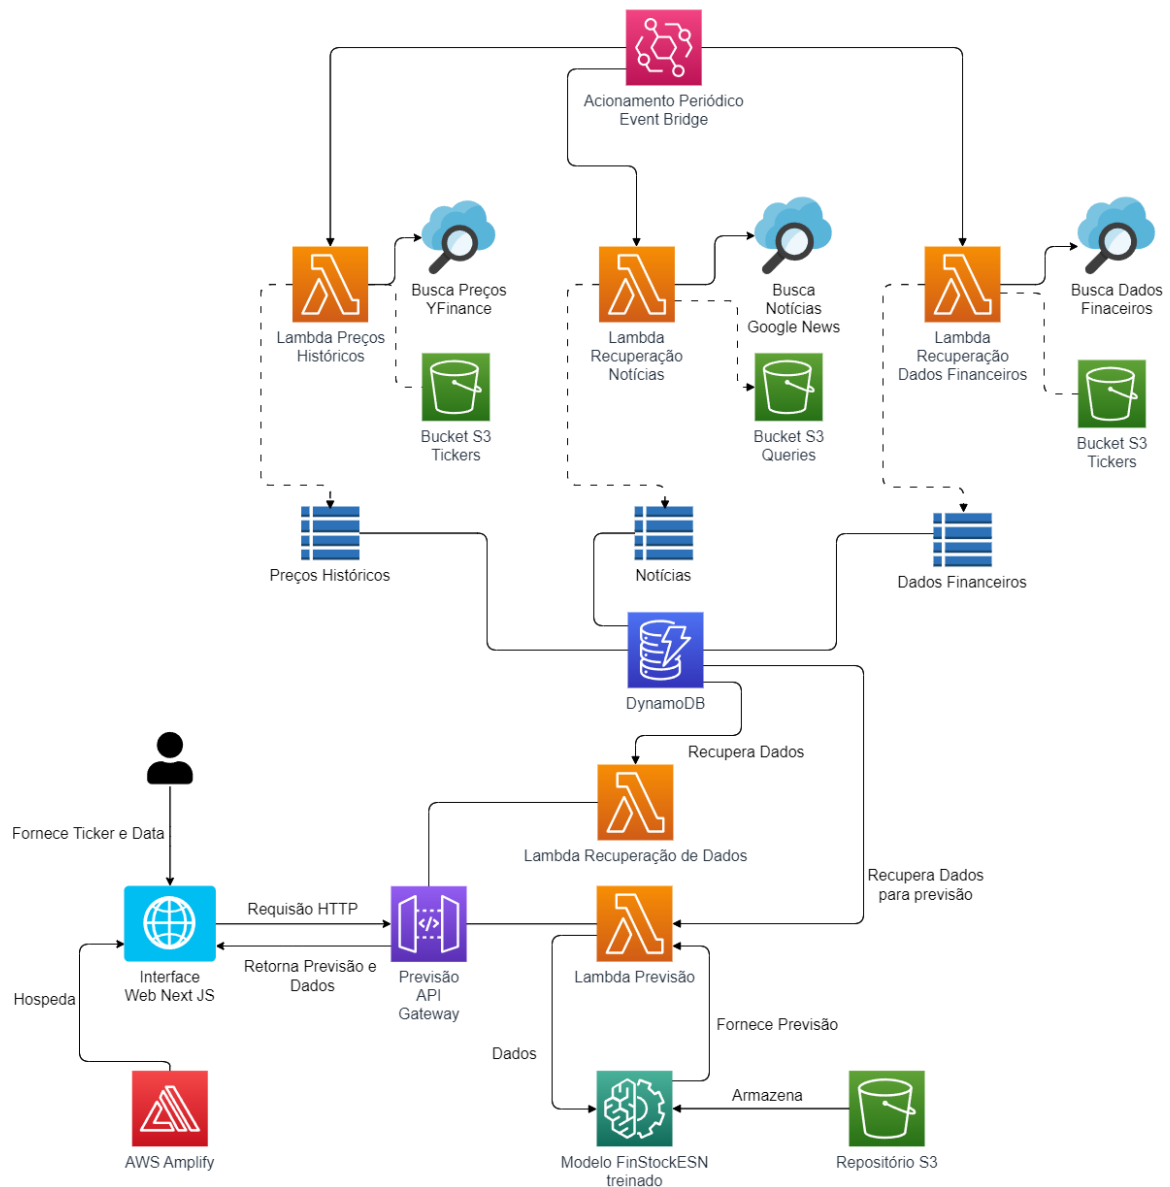 Acionamento Periódico
Event Bridge
Busca Preços
YFinance
Busca
Notícias
Google News
Busca Dados
Finaceiros
Lambda Preços
Históricos
Lambda
Recuperação
Notícias
Lambda
Recuperação
Dados Financeiros
Bucket S3
Tickers
Bucket S3
Queries
Bucket S3
Tickers
Preços Históricos
Notícias
Dados Financeiros
DynamoDB
Recupera Dados
Fornece Ticker e Data
Lambda Recuperação de Dados
Recupera Dados
para previsão
Requisão HTTP
Retorna Previsão e
Dados
Interface
Web Next JS
Previsão
API
Gateway
Lambda Previsão
Hospeda
Fornece Previsão
Dados
Armazena
AWS Amplify
Modelo FinStockESN
treinado
Repositório S3